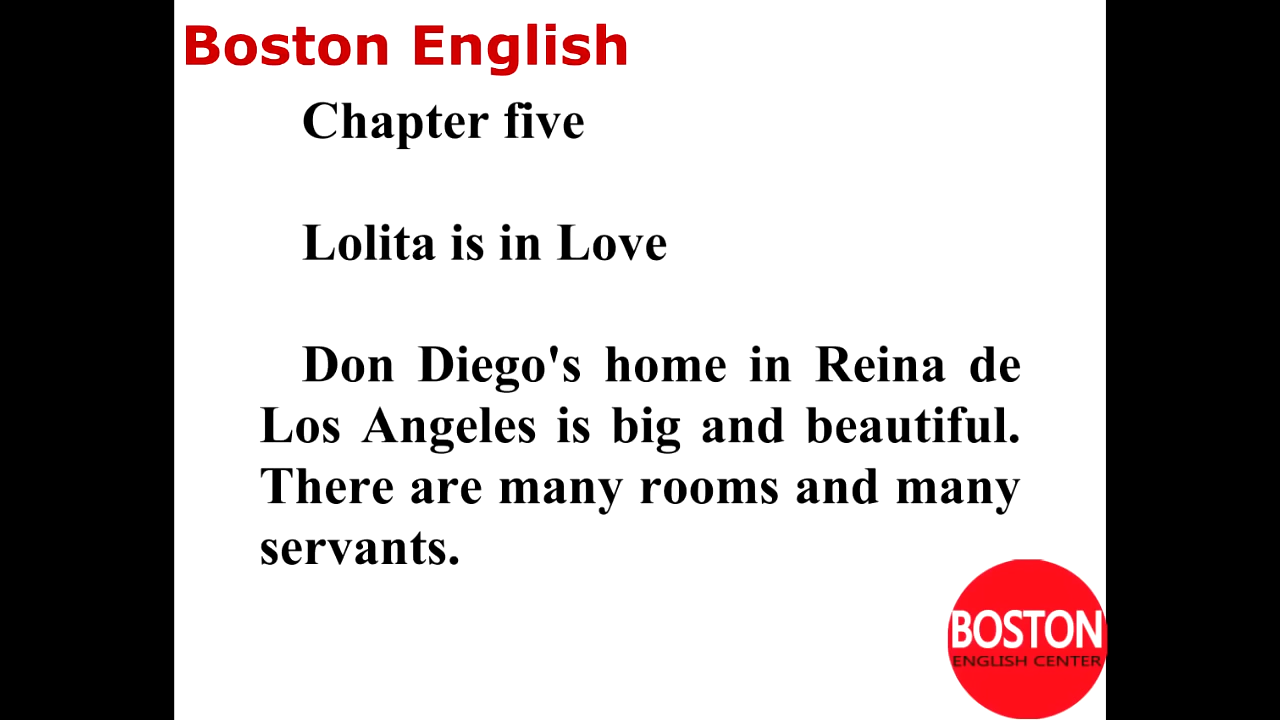 Boston English
Chapter five
Lolita is in Love
Don Diego's home in Reina de
Los Angeles is big and beautiful.
There are many rooms and many
servants.
BOSTON
ENGLISH CENTER